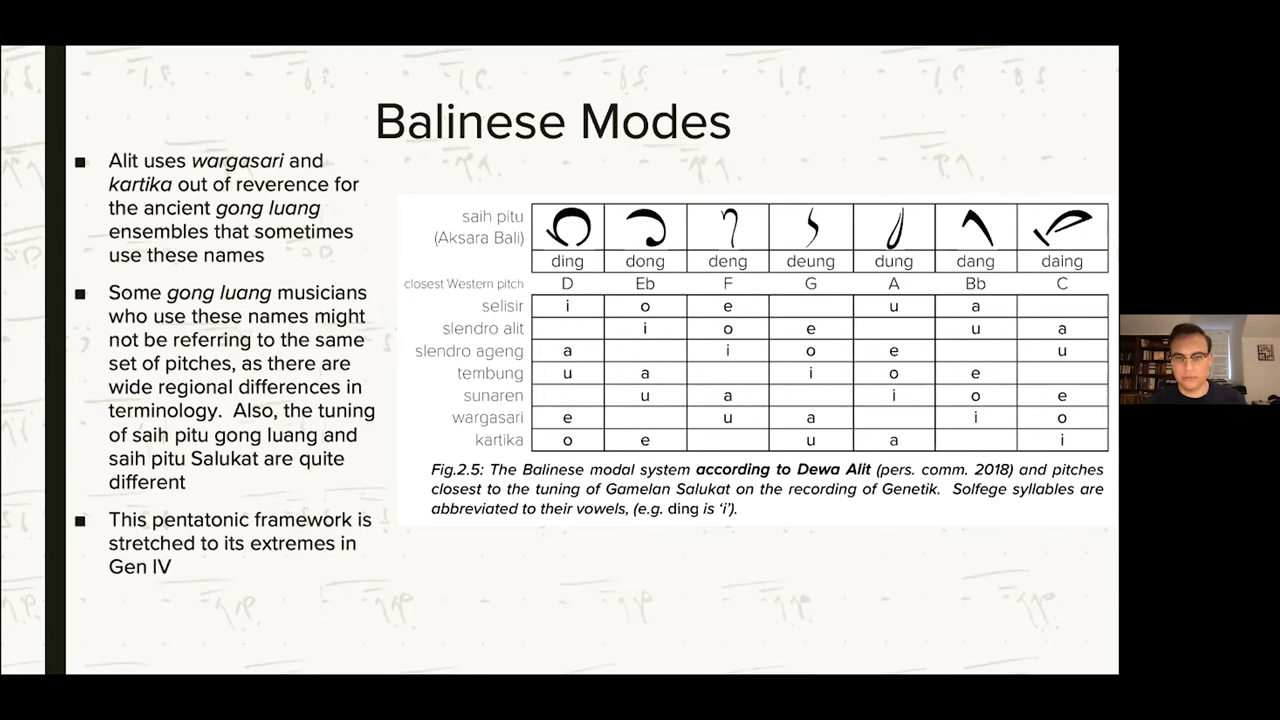 Balinese Modes
■ Alit uses wargasari and
kartika out of reverence for
the ancient gong luang
ensembles that sometimes
use these names
■ Some gong luang musicians
who use these names might
not be referring to the same
set of pitches, as there are
wide regional differences in
terminology. Also, the tuning
of saih pitu gong luang and
saih pitu Salukat are quite
different
■ This pentatonic framework is
stretched to its extremes in
Gen IV
saih pitu
(Aksara Bali)
ding dong deng deung dung dang daing
closest Western pitch D Eb F G A Bb C
selisir i o e u a
slendro alit i o e u a
slendro ageng a i o e u
tembung u a i o e
sunaren u a i o e
wargasari e u a i o
kartika o e u a i
Fig.2.5: The Balinese modal system according to Dewa Alit (pers. comm. 2018) and pitches
closest to the tuning of Gamelan Salukat on the recording of Genetik. Solfege syllables are
abbreviated to their vowels, (e.g. ding is ‘i’).